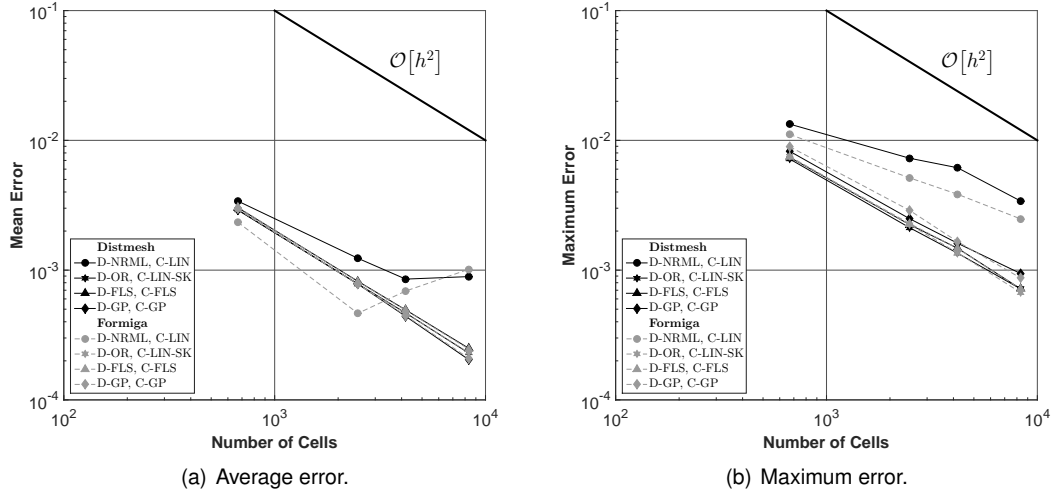 10^-1
10^-2
10^-3
10^-4
Mean Error
O[h^2]
Distmesh
D-NRML, C-LIN
D-OR, C-LIN-SK
D-FLS, C-FLS
D-GP, C-GP
Formiga
D-NRML, C-LIN
D-OR, C-LIN-SK
D-FLS, C-FLS
D-GP, C-GP
10^2
10^3
10^4
Number of Cells
(a) Average error.
10^-1
10^-2
10^-3
10^-4
Maximum Error
O[h^2]
Distmesh
D-NRML, C-LIN
D-OR, C-LIN-SK
D-FLS, C-FLS
D-GP, C-GP
Formiga
D-NRML, C-LIN
D-OR, C-LIN-SK
D-FLS, C-FLS
D-GP, C-GP
10^2
10^3
10^4
Number of Cells
(b) Maximum error.